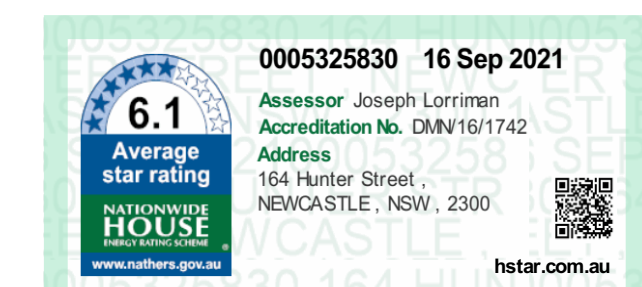 0005325830 16 Sep 2021
Assessor Joseph Lorriman
Accreditation No. DMN/16/1742
Address
164 Hunter Street ,
NEWCASTLE , NSW , 2300
hstar.com.au
6.1
Average
star rating
NATIONWIDE
HOUSE
ENERGY RATING SCHEME
®
www.nathers.gov.au